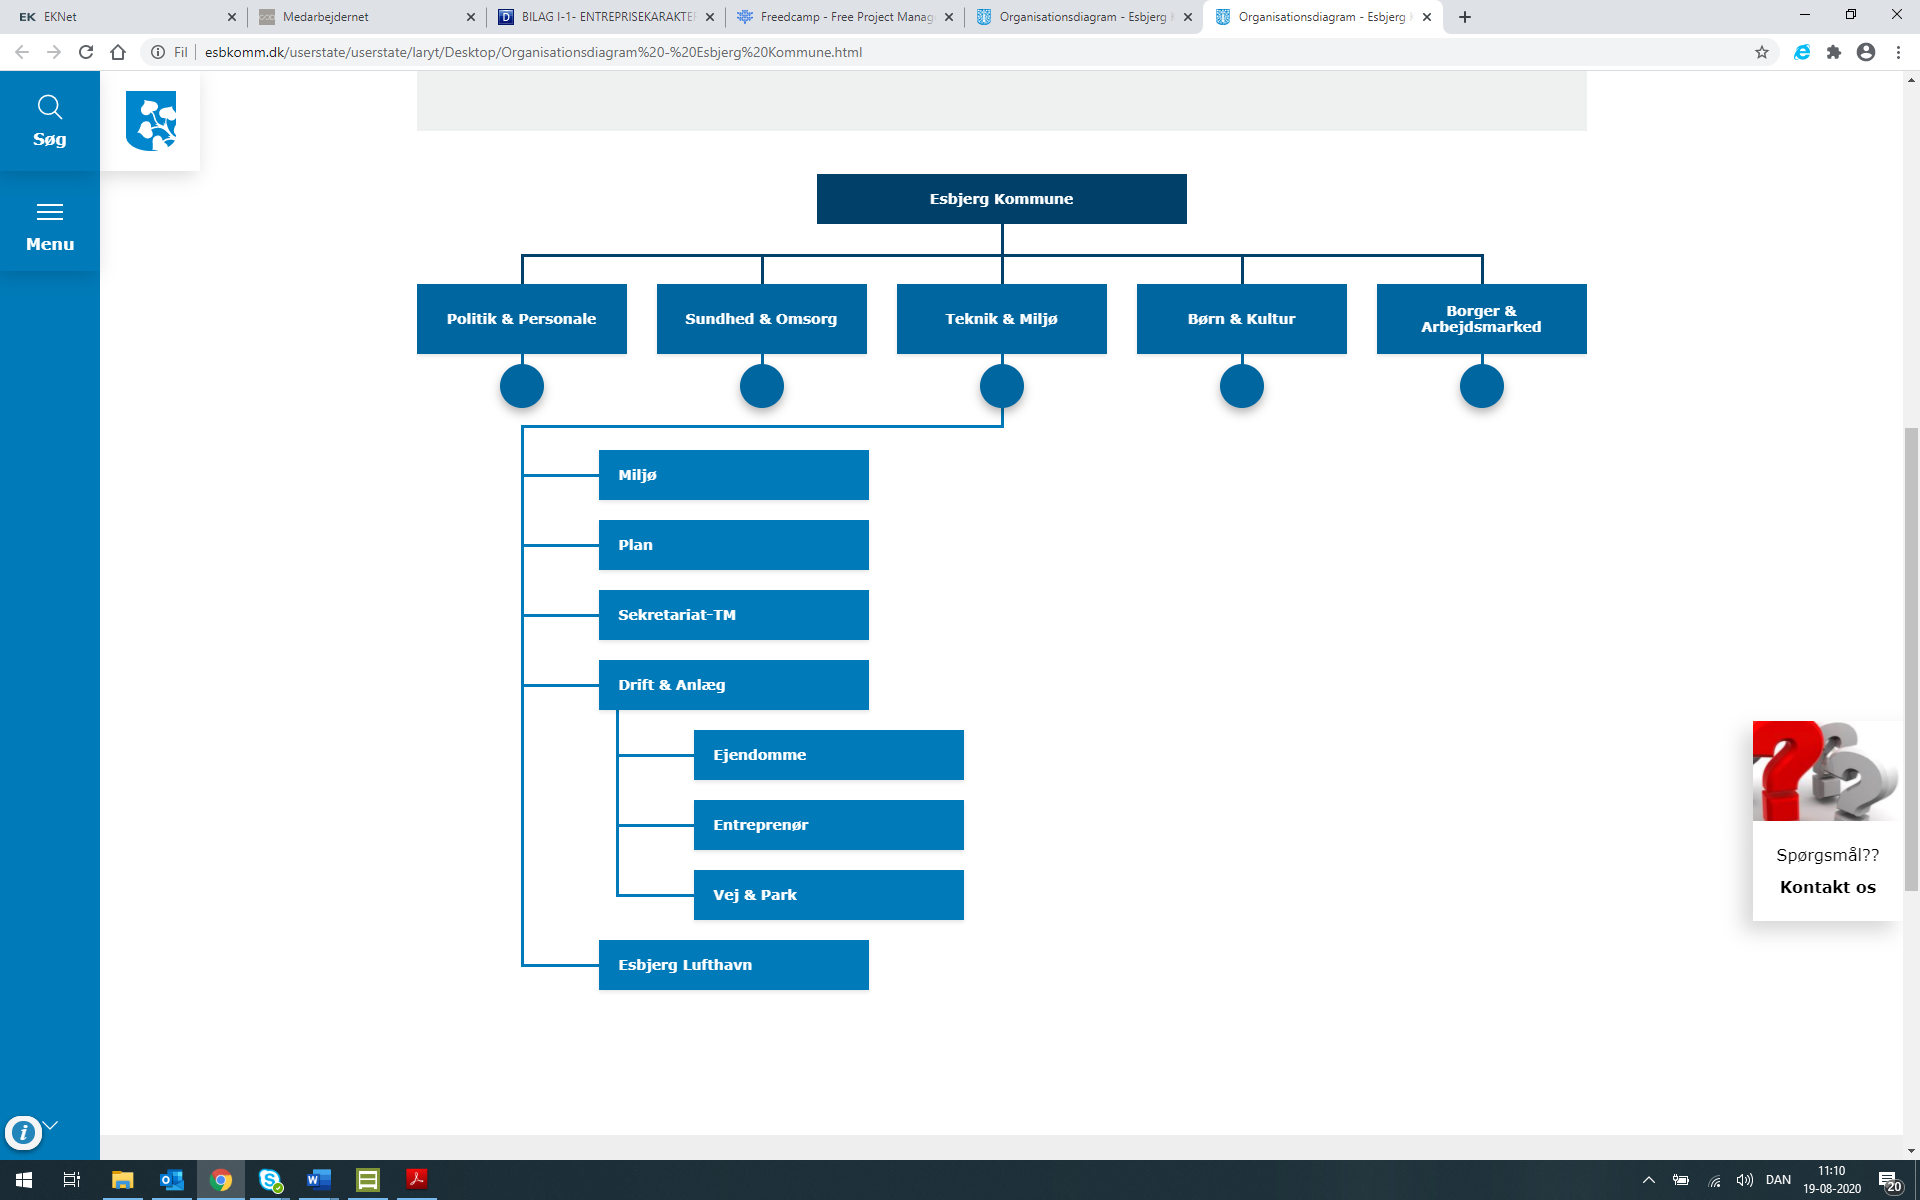 EK EKNet
Medarbejdernet
D BILAG I-1- ENTREPRISEKARAKTE
Freedcamp - Free Project Manag
Organisationsdiagram - Esbjerg
Organisationsdiagram - Esbjerg
Fil esbkomm.dk/userstate/userstate/laryt/Desktop/Organisationsdiagram%20-%20Esbjerg%20Kommune.html
Søg
Menu
Esbjerg Kommune
Politik & Personale
Sundhed & Omsorg
Teknik & Miljø
Børn & Kultur
Borger &
Arbejdsmarked
Miljø
Plan
Sekretariat-TM
Drift & Anlæg
Ejendomme
Entreprenør
Vej & Park
Esbjerg Lufthavn
Spørgsmål??
Kontakt os
DAN
11:10
19-08-2020
20